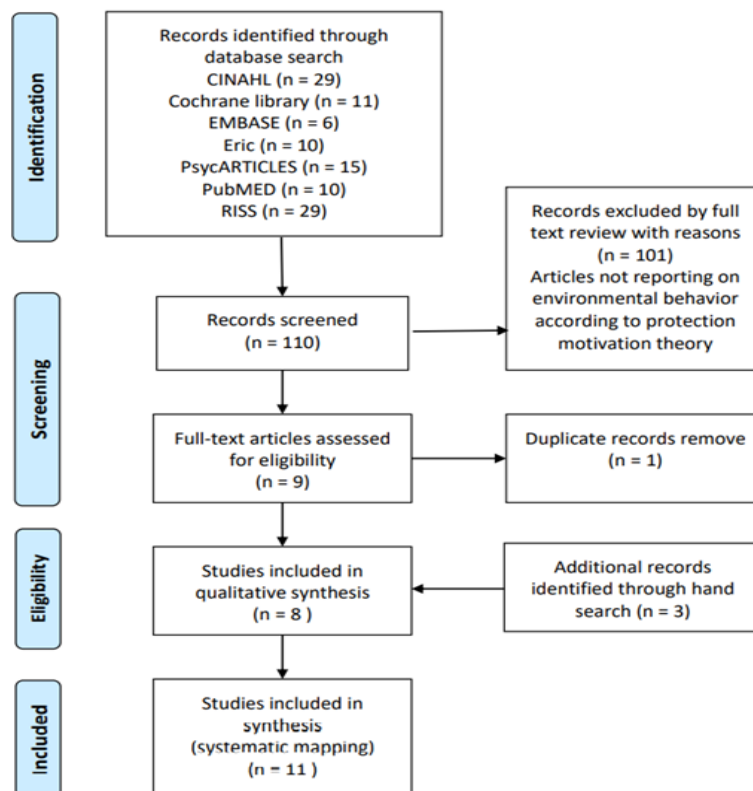 Identification
Records identified through
database search
CINAHL (n = 29)
Cochrane library (n = 11)
EMBASE (n = 6)
Eric (n = 10)
PsycARTICLES (n = 15)
PubMED (n = 10)
RISS (n = 29)
Records excluded by full
text review with reasons
(n = 101)
Articles not reporting on
environmental behavior
according to protection
motivation theory
Screening
Records screened
(n = 110)
Full-text articles assessed
for eligibility
(n = 9)
Duplicate records remove
(n = 1)
Eligibility
Studies included in
qualitative synthesis
(n = 8 )
Additional records
identified through hand
search (n = 3)
Included
Studies included in
synthesis
(systematic mapping)
(n = 11 )